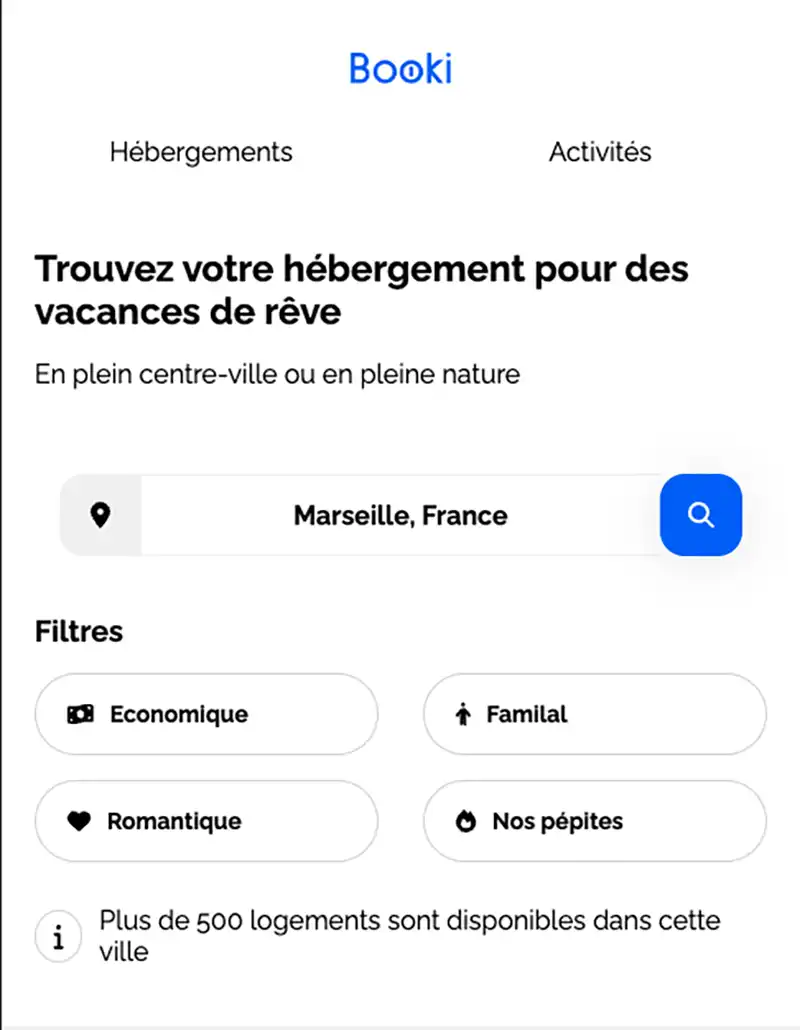 Booki
Hébergements
Activités
Trouvez votre hébergement pour des
vacances de rêve
En plein centre-ville ou en pleine nature
Marseille, France
Filtres
Economique
Familal
Romantique
Nos pépites
Plus de 500 logements sont disponibles dans cette
ville